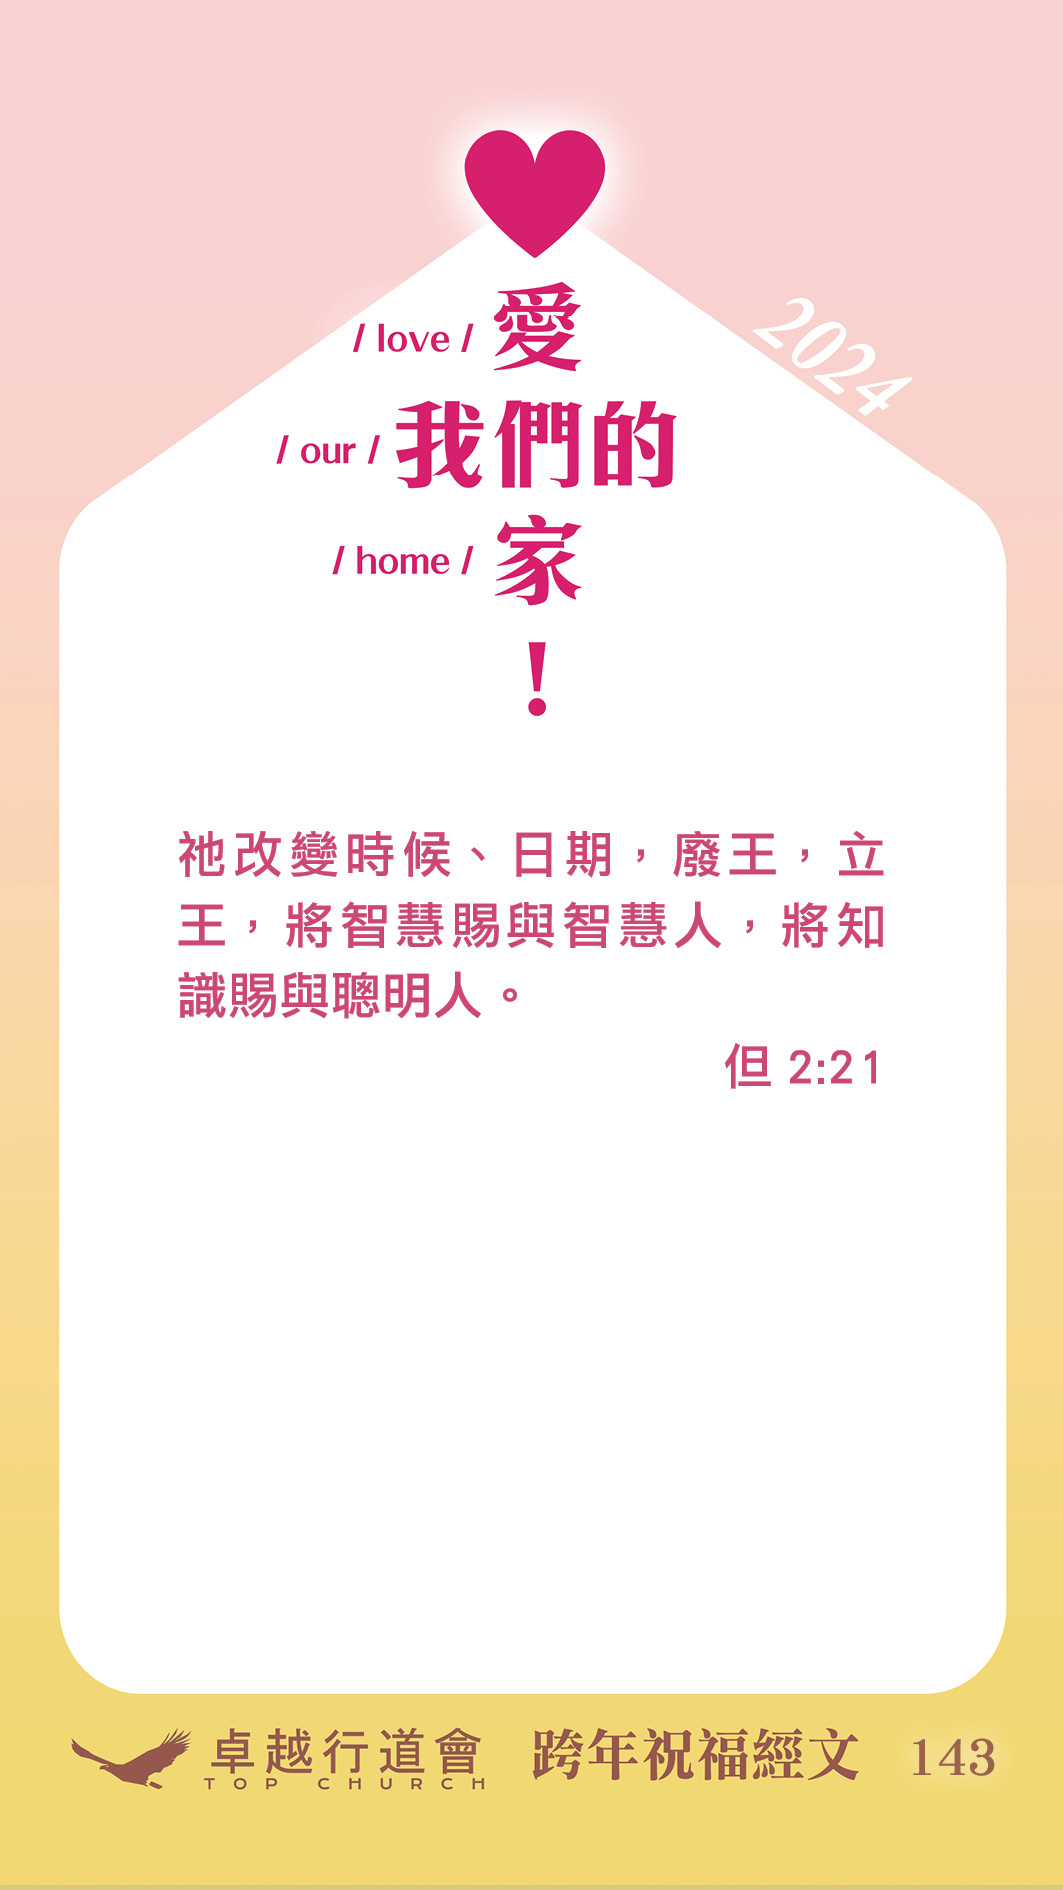 / love / 愛
2024
/ our / 我們的
/ home / 家
！
祂改變時候、日期，廢王，立
王，將智慧賜與智慧人，將知
識賜與聰明人。
但 2:21
卓越行道會 跨年祝福經文 143
TOP CHURCH